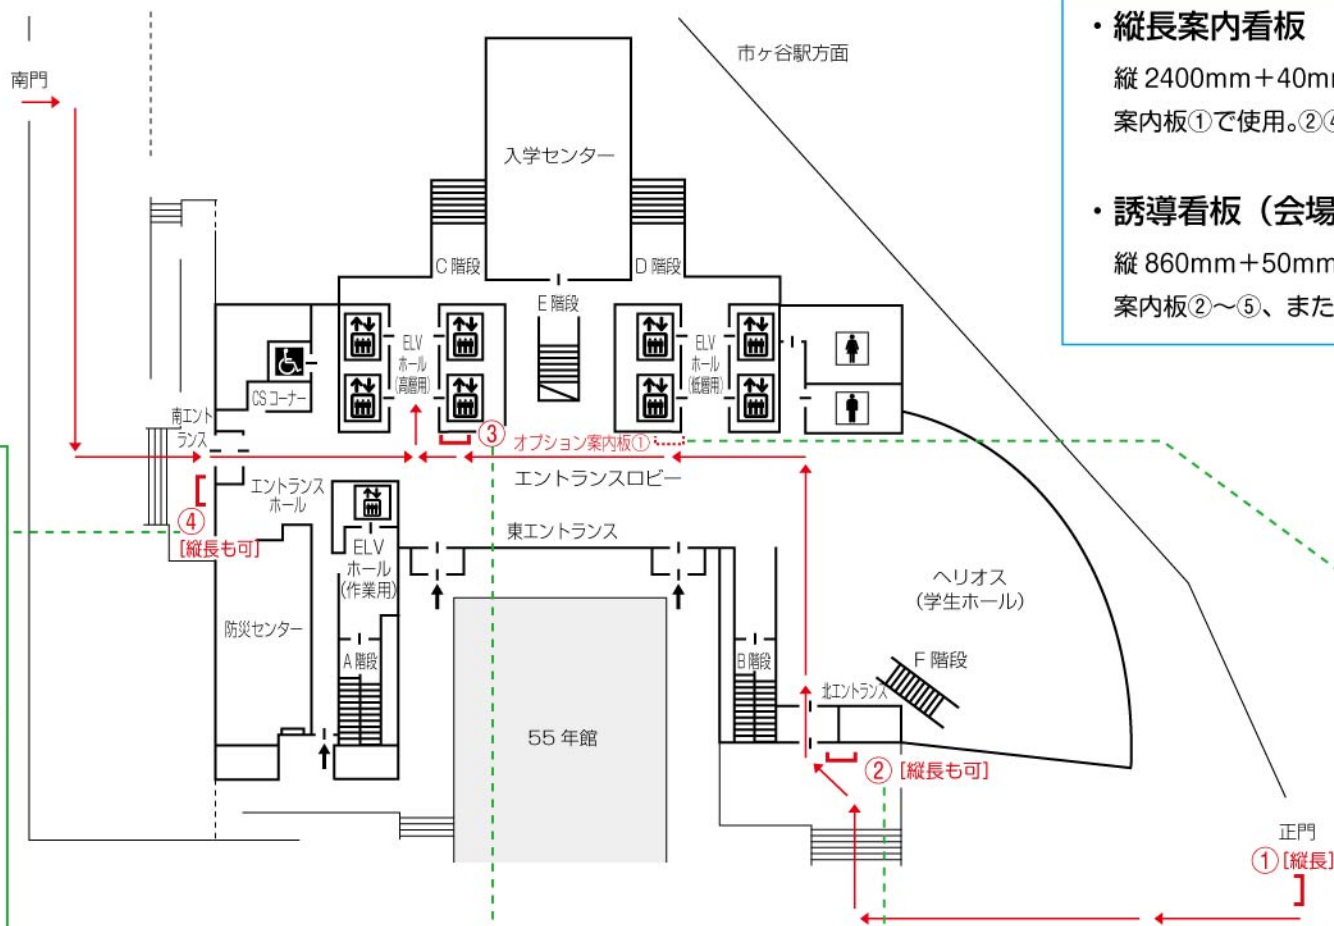 ・縦長案内看板
縦 2400mm+40m
案内板①で使用。②
・誘導看板（会場
縦 860mm+50mm
案内板②〜⑤、また
市ヶ谷駅方面
南門
入学センター
C 階段
D 階段
E 階段
ELV
ホール
(高層用)
ELV
ホール
(低層用)
CSコーナー
南エント
ランス
③
オプション案内板①
エントランスロビー
エントランス
ホール
④
[縦長も可]
東エントランス
ELV
ホール
(作業用)
ヘリオス
(学生ホール)
防災センター
A 階段
B 階段
F 階段
北エントランス
55 年館
② [縦長も可]
正門
① [縦長]